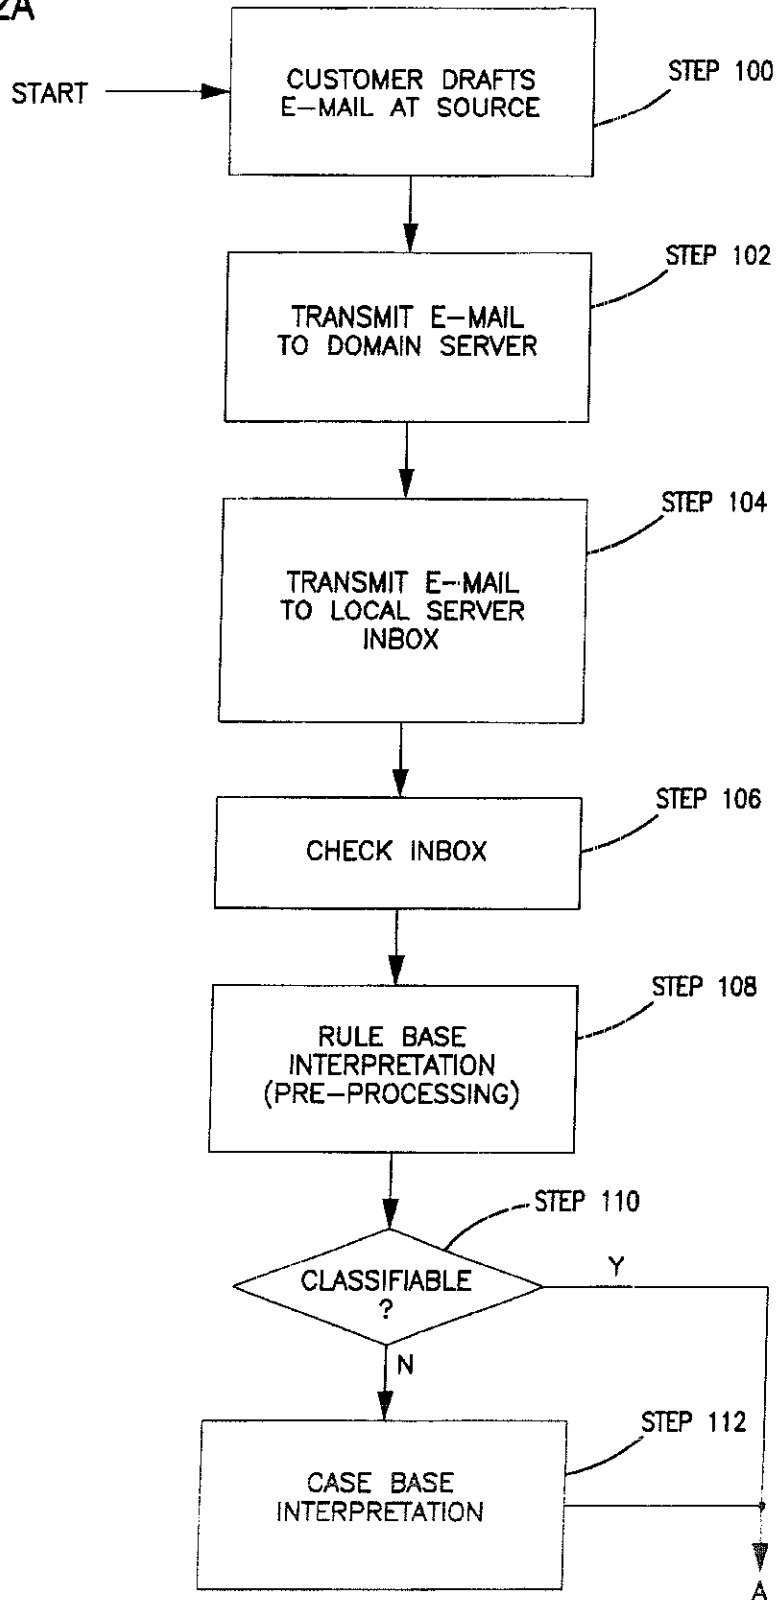 2A
START
CUSTOMER DRAFTS
E-MAIL AT SOURCE
STEP 100
STEP 102
TRANSMIT E-MAIL
TO DOMAIN SERVER
STEP 104
TRANSMIT E-MAIL
TO LOCAL SERVER
INBOX
STEP 106
CHECK INBOX
STEP 108
RULE BASE
INTERPRETATION
(PRE-PROCESSING)
STEP 110
CLASSIFIABLE
?
Y
N
STEP 112
CASE BASE
INTERPRETATION
A